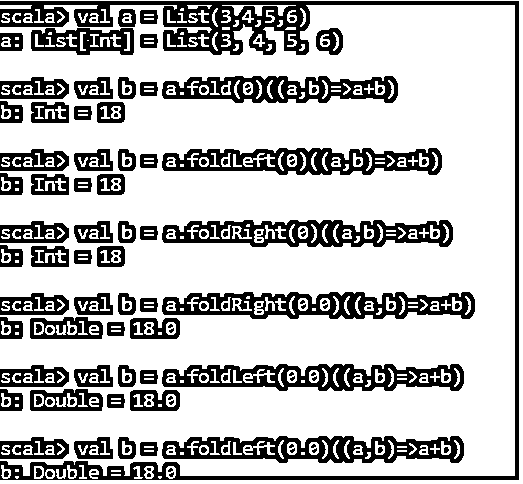 scala> val a = List(3,4,5,6)
a: List[Int] = List(3, 4, 5, 6)
scala> val b = a.fold(0)((a,b)=>a+b)
b: Int = 18
scala> val b = a.foldLeft(0)((a,b)=>a+b)
b: Int = 18
scala> val b = a.foldRight(0)((a,b)=>a+b)
b: Int = 18
scala> val b = a.foldRight(0.0)((a,b)=>a+b)
b: Double = 18.0
scala> val b = a.foldLeft(0.0)((a,b)=>a+b)
b: Double = 18.0
scala> val b = a.foldLeft(0.0)((a,b)=>a+b)
b: Double = 18.0